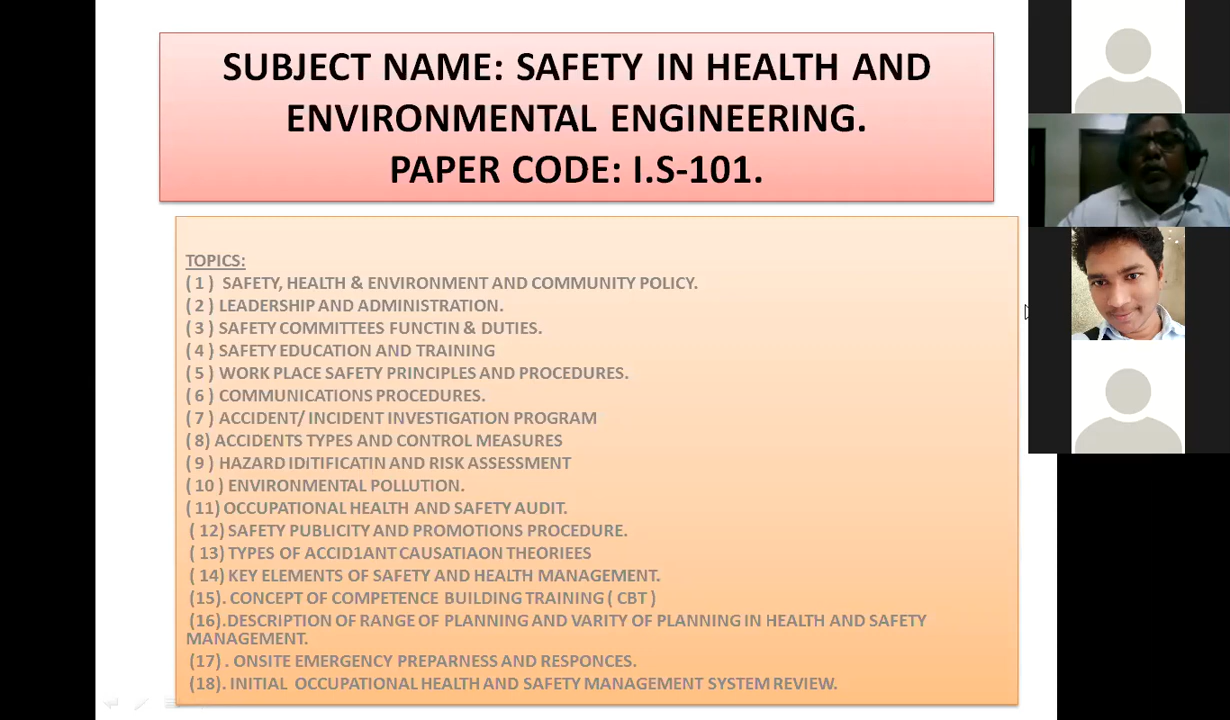 SUBJECT NAME: SAFETY IN HEALTH AND
ENVIRONMENTAL ENGINEERING.
PAPER CODE: I.S-101.
TOPICS:
( 1 ) SAFETY, HEALTH & ENVIRONMENT AND COMMUNITY POLICY.
( 2 ) LEADERSHIP AND ADMINISTRATION.
( 3 ) SAFETY COMMITTEES FUNCTIN & DUTIES.
( 4 ) SAFETY EDUCATION AND TRAINING
( 5 ) WORK PLACE SAFETY PRINCIPLES AND PROCEDURES.
( 6 ) COMMUNICATIONS PROCEDURES.
( 7 ) ACCIDENT/ INCIDENT INVESTIGATION PROGRAM
( 8) ACCIDENTS TYPES AND CONTROL MEASURES
( 9 ) HAZARD IDITIFICATIN AND RISK ASSESSMENT
( 10 ) ENVIRONMENTAL POLLUTION.
( 11) OCCUPATIONAL HEALTH AND SAFETY AUDIT.
( 12) SAFETY PUBLICITY AND PROMOTIONS PROCEDURE.
( 13) TYPES OF ACCID1ANT CAUSATIAON THEORIEES
( 14) KEY ELEMENTS OF SAFETY AND HEALTH MANAGEMENT.
(15). CONCEPT OF COMPETENCE BUILDING TRAINING ( CBT )
(16).DESCRIPTION OF RANGE OF PLANNING AND VARITY OF PLANNING IN HEALTH AND SAFETY
MANAGEMENT.
(17) . ONSITE EMERGENCY PREPARNESS AND RESPONCES.
(18). INITIAL OCCUPATIONAL HEALTH AND SAFETY MANAGEMENT SYSTEM REVIEW.